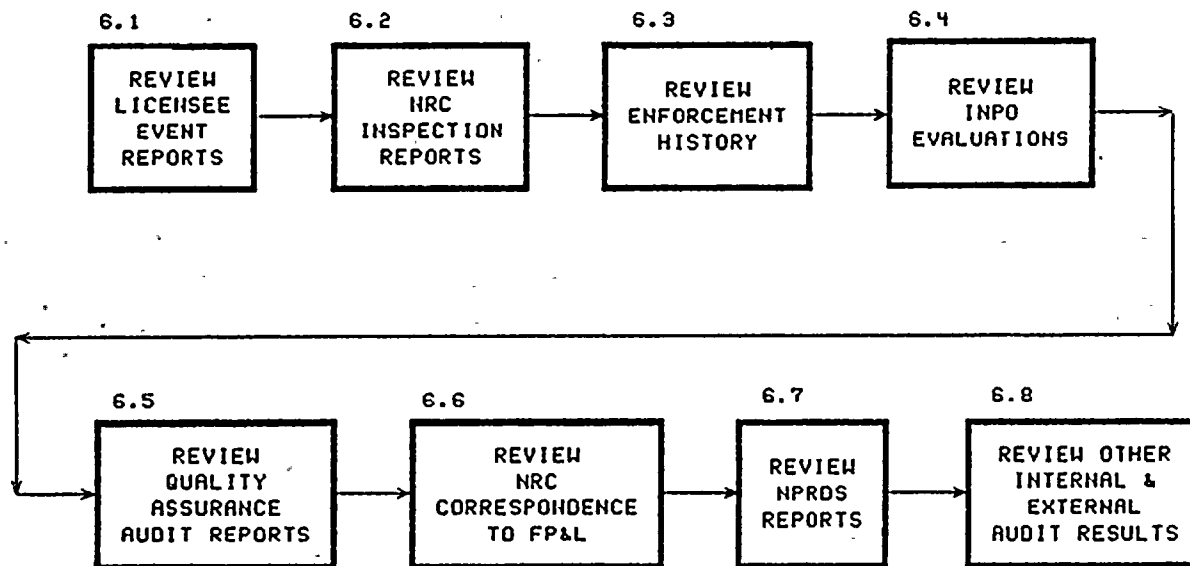 6.1
REVIEW
LICENSEE
EVENT
REPORTS
6.2
REVIEW
NRC
INSPECTION
REPORTS
6.3
REVIEW
ENFORCEMENT
HISTORY
6.4
REVIEW
INPO
EVALUATIONS
6.5
REVIEW
QUALITY
ASSURANCE
AUDIT REPORTS
6.6
REVIEW
NRC
CORRESPONDENCE
TO FP&L
6.7
REVIEW
NPRDS
REPORTS
6.8
REVIEW OTHER
INTERNAL &
EXTERNAL
AUDIT RESULTS